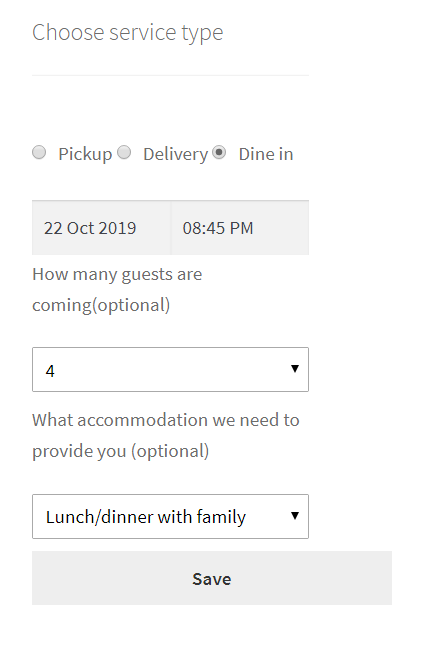 Choose service type
Pickup Delivery Dine in
22 Oct 2019 08:45 PM
How many guests are
coming(optional)
4
What accommodation we need to
provide you (optional)
Lunch/dinner with family
Save